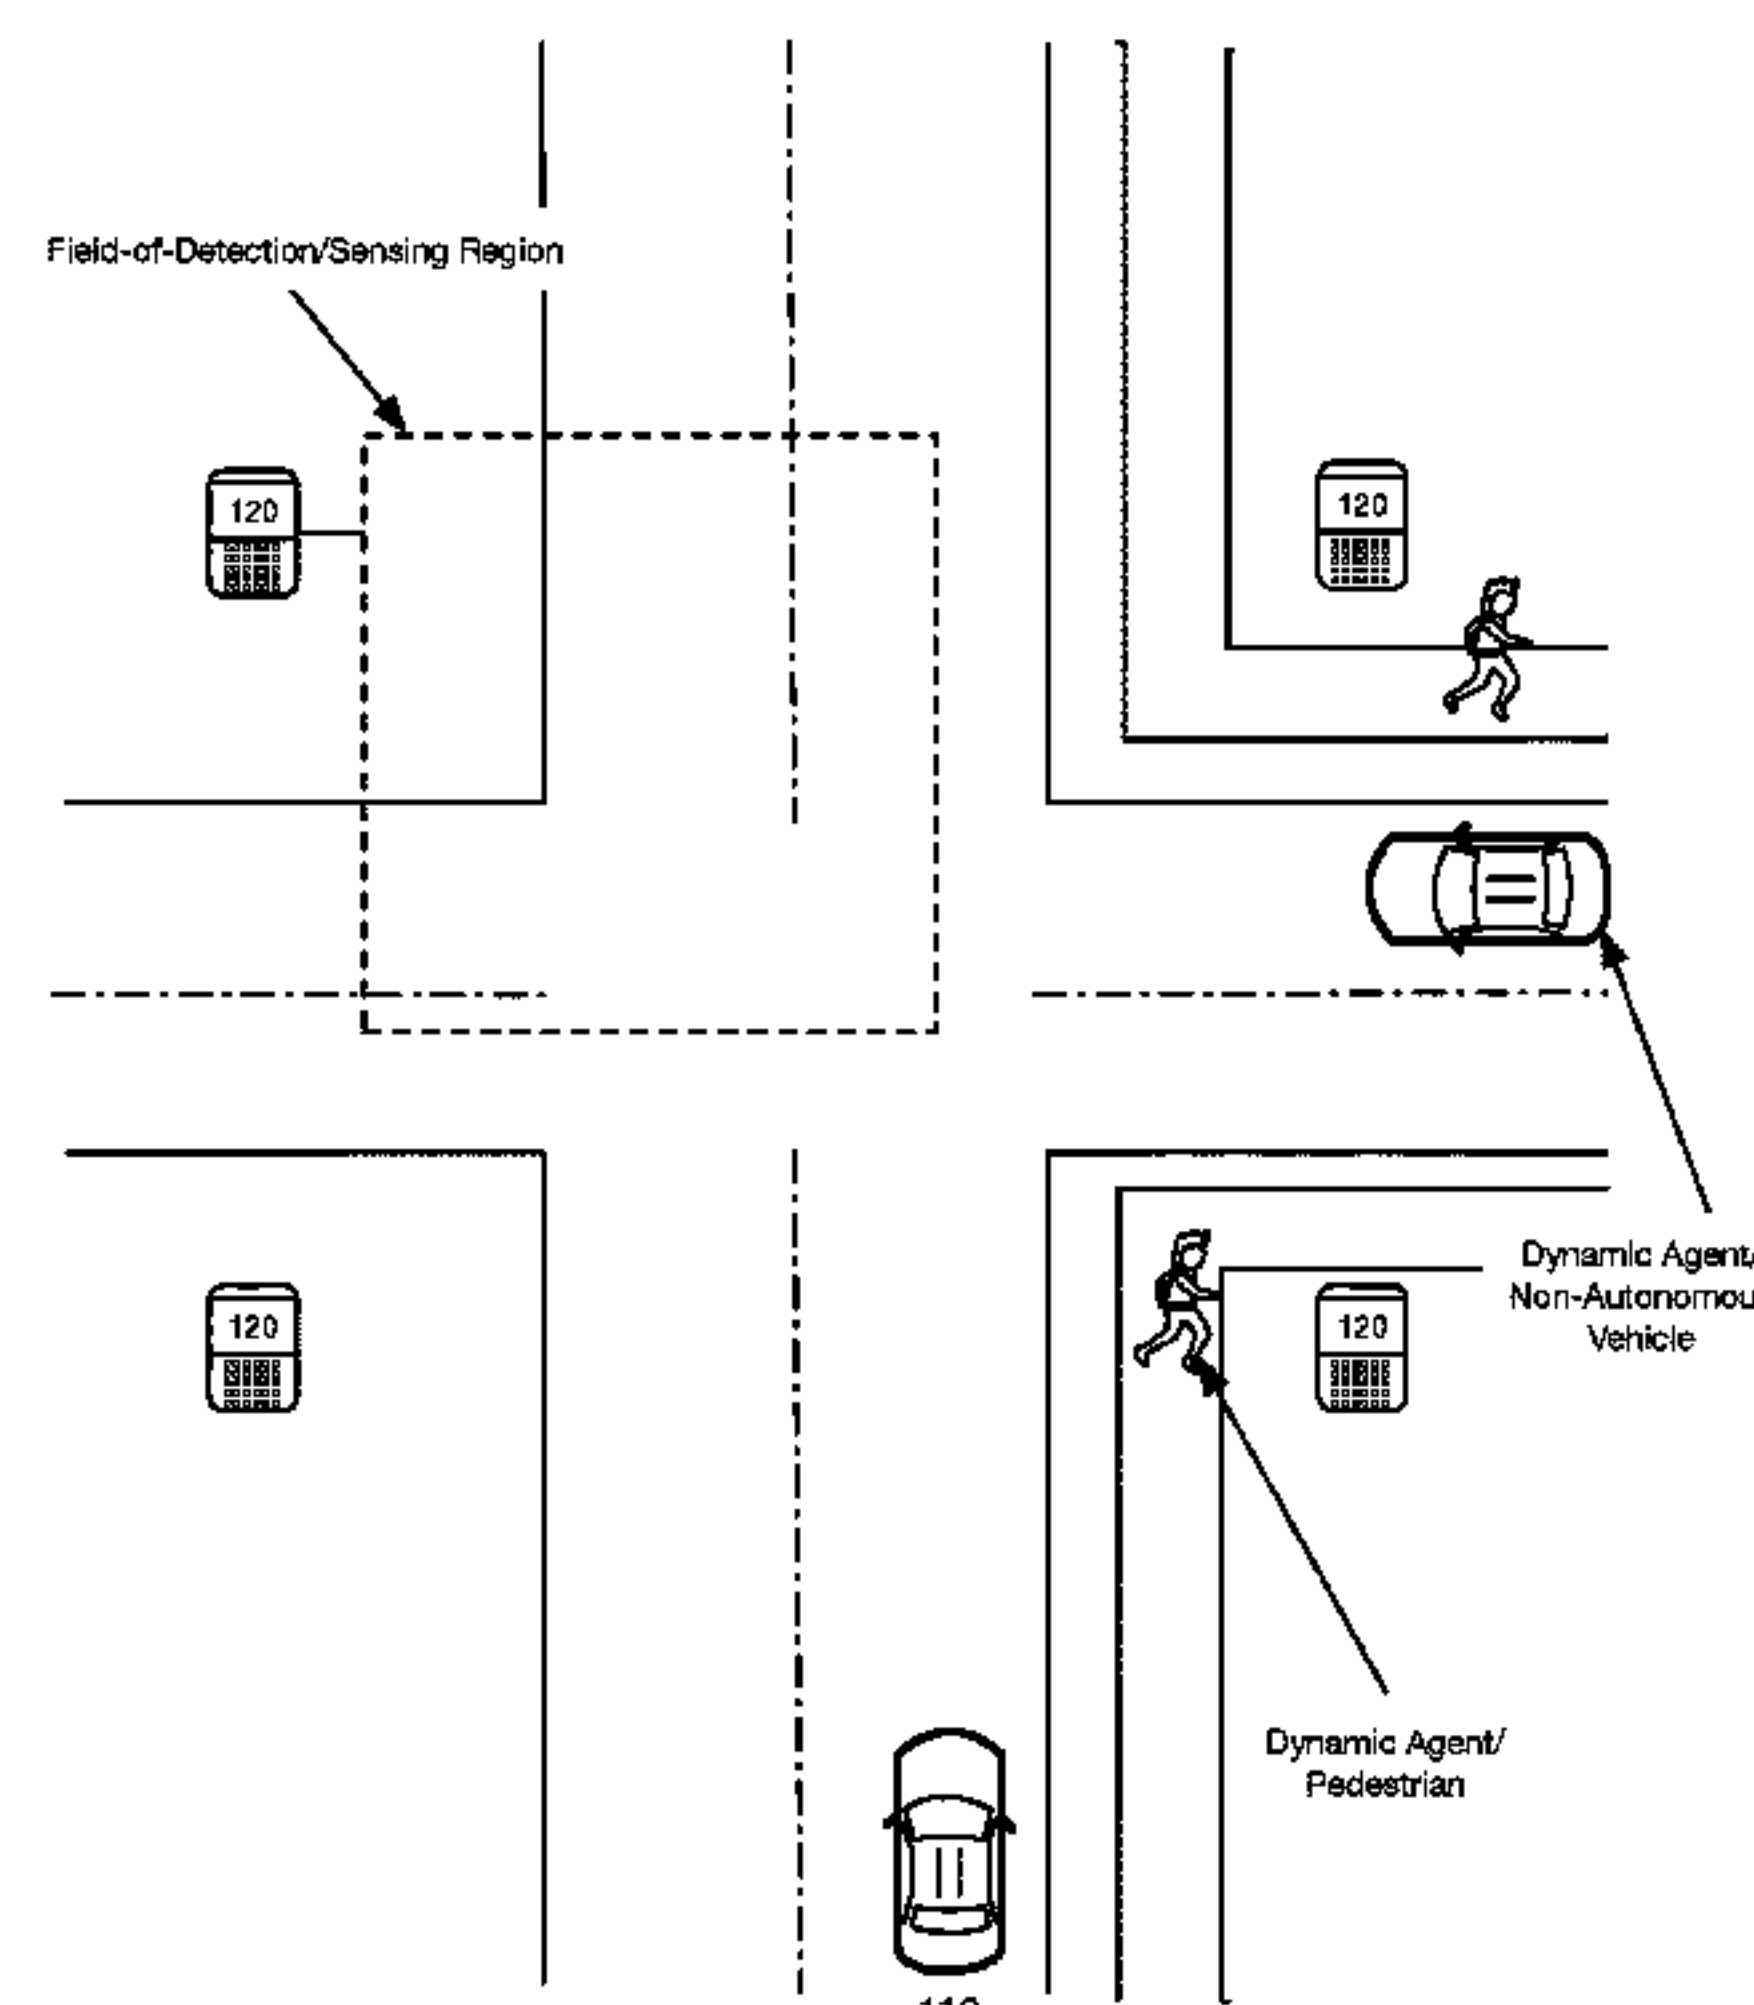 Field-of-Detection/Sensing Region
120
120
120
120
Dynamic Agent/
Non-Autonomou
Vehicle
Dynamic Agent/
Pedestrian